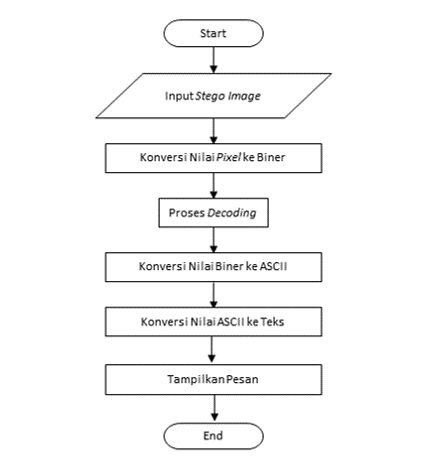 Start
Input Stego Image
Konversi Nilai Pixel ke Biner
Proses Decoding
Konversi Nilai Biner ke ASCII
Konversi Nilai ASCII ke Teks
Tampilkan Pesan
End